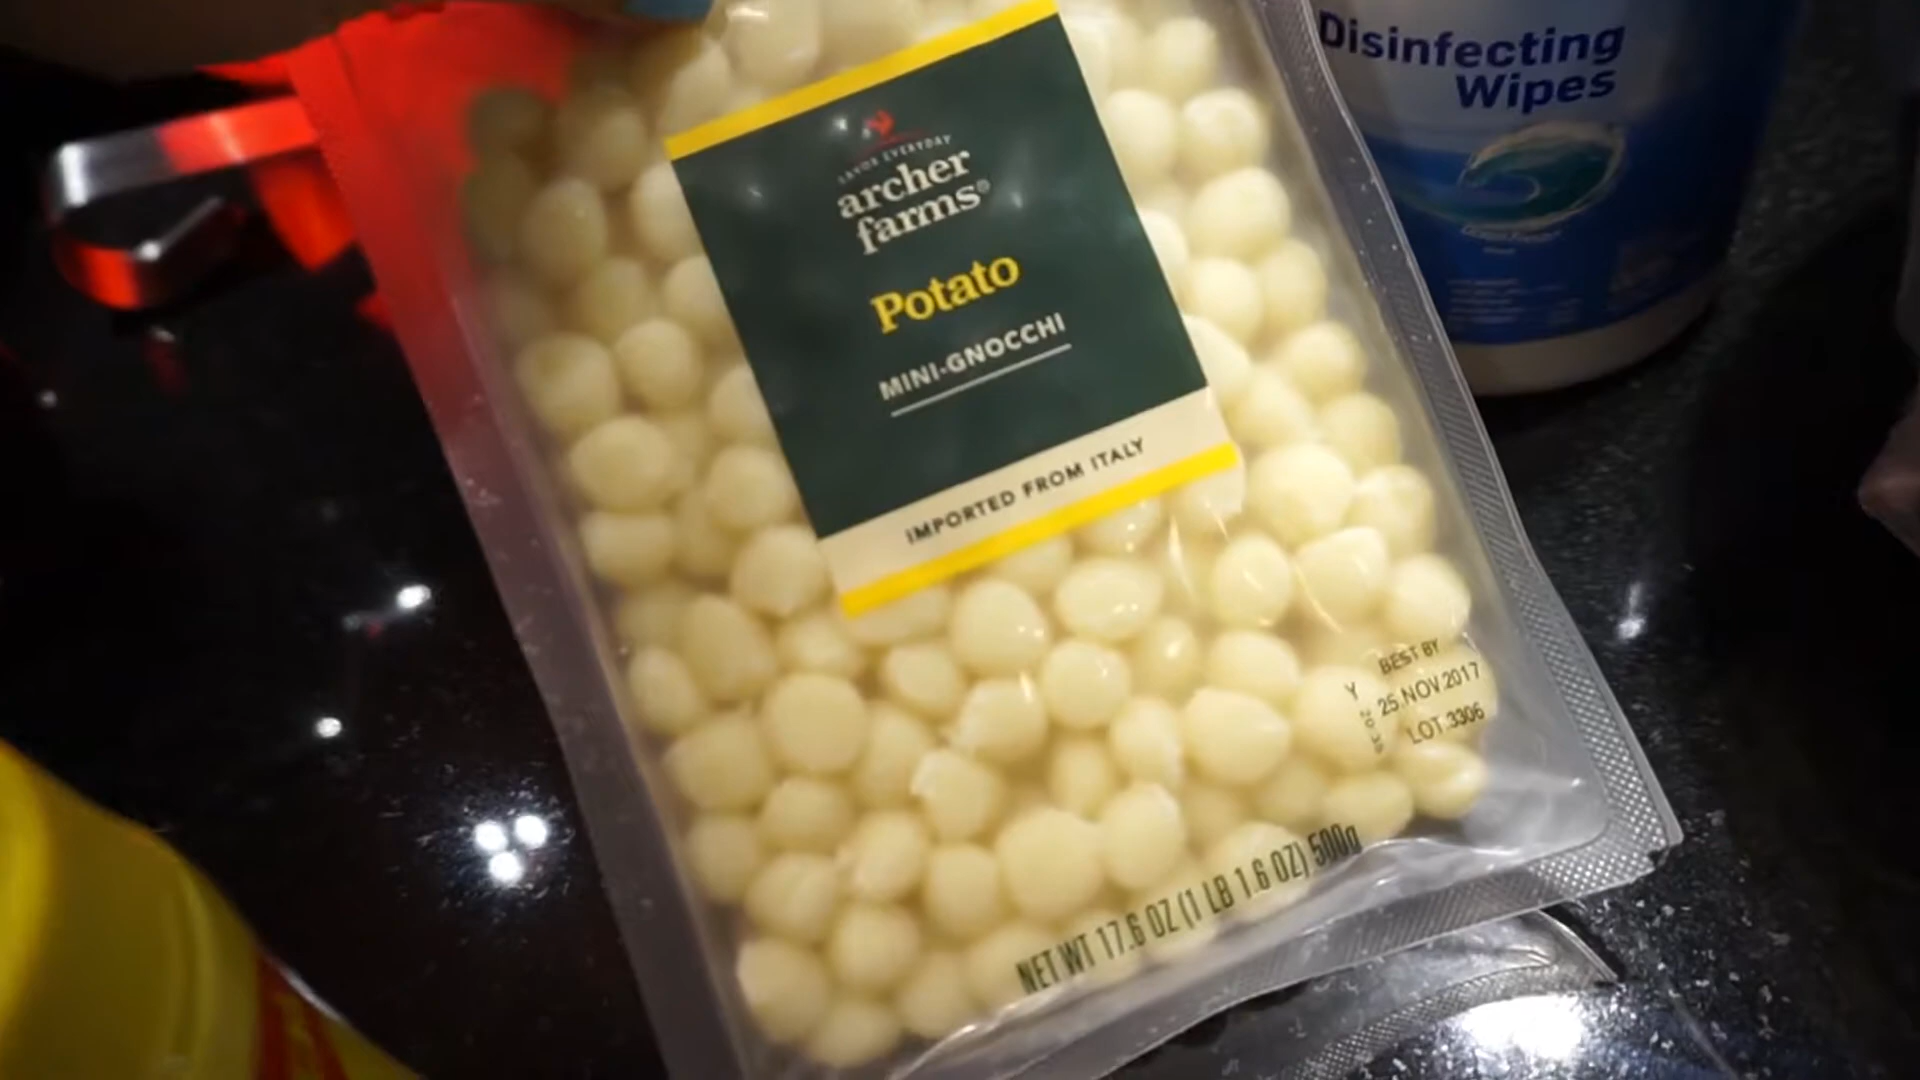 SAVOR EVERYDAY
archer
farms®
Potato
MINI-GNOCCHI
IMPORTED FROM ITALY
BEST BY
Y 25.NOV.2017
LOT:3306
NET WT 17.6 OZ (1 LB 1.6 OZ) 500g
Disinfecting
Wipes